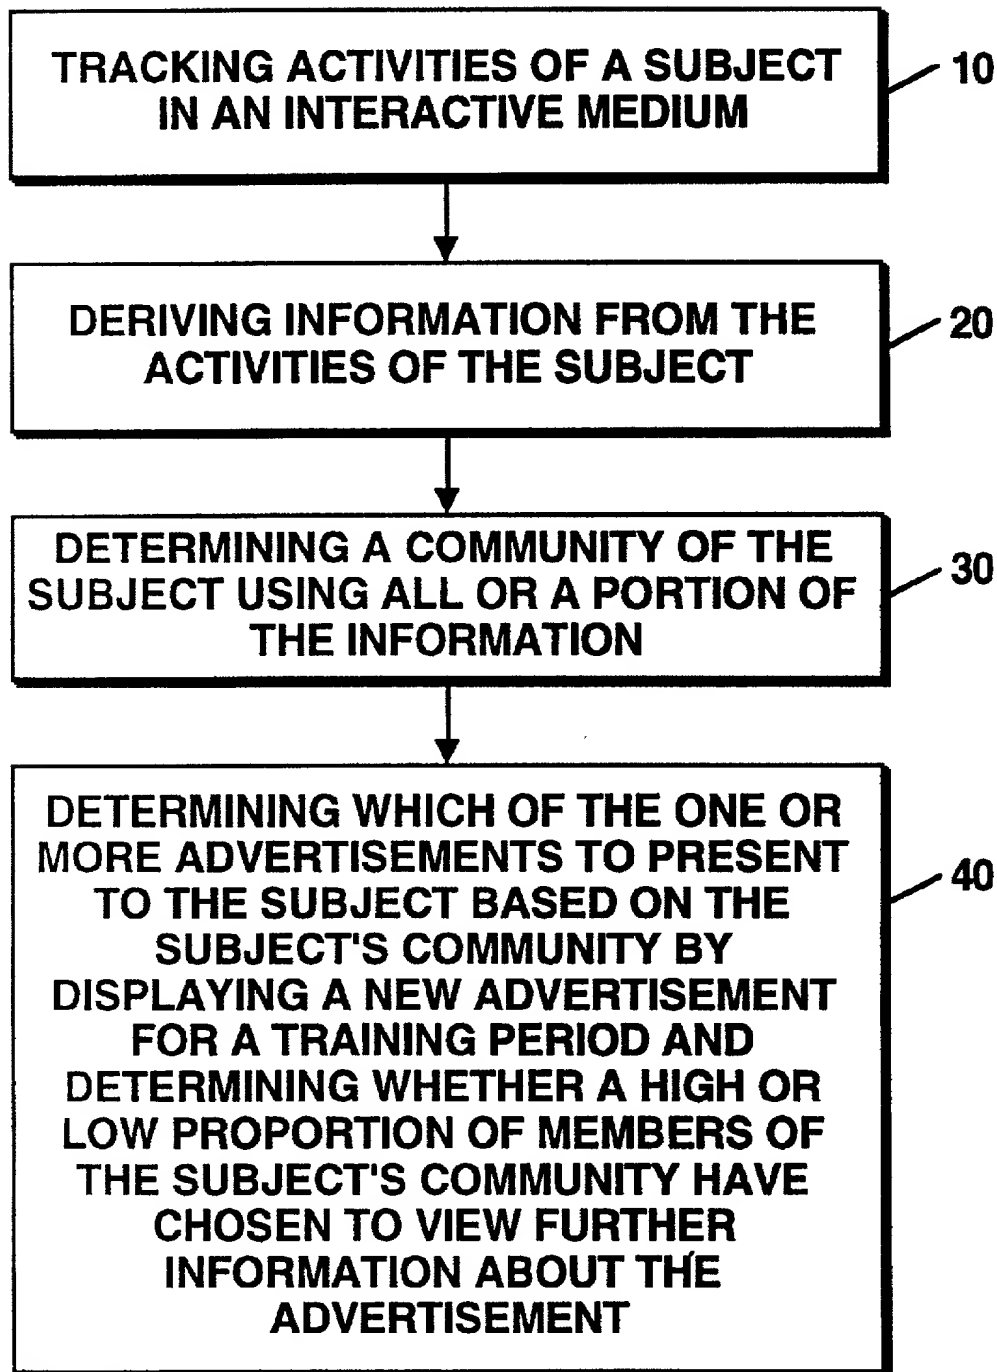 TRACKING ACTIVITIES OF A SUBJECT
IN AN INTERACTIVE MEDIUM
10
DERIVING INFORMATION FROM THE
ACTIVITIES OF THE SUBJECT
20
DETERMINING A COMMUNITY OF THE
SUBJECT USING ALL OR A PORTION OF
THE INFORMATION
30
DETERMINING WHICH OF THE ONE OR
MORE ADVERTISEMENTS TO PRESENT
TO THE SUBJECT BASED ON THE
SUBJECT'S COMMUNITY BY
DISPLAYING A NEW ADVERTISEMENT
FOR A TRAINING PERIOD AND
DETERMINING WHETHER A HIGH OR
LOW PROPORTION OF MEMBERS OF
THE SUBJECT'S COMMUNITY HAVE
CHOSEN TO VIEW FURTHER
INFORMATION ABOUT THE
ADVERTISEMENT
40